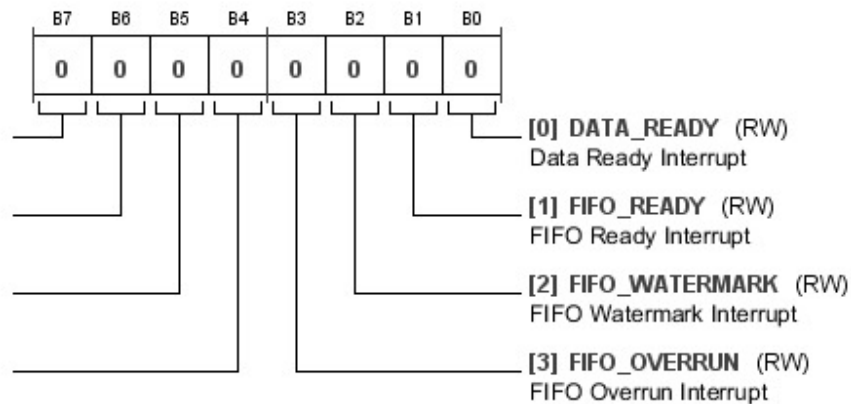 B7 B6 B5 B4 B3 B2 B1 B0
0 0 0 0 0 0 0 0
[0] DATA_READY (RW)
Data Ready Interrupt
[1] FIFO_READY (RW)
FIFO Ready Interrupt
[2] FIFO_WATERMARK (RW)
FIFO Watermark Interrupt
[3] FIFO_OVERRUN (RW)
FIFO Overrun Interrupt